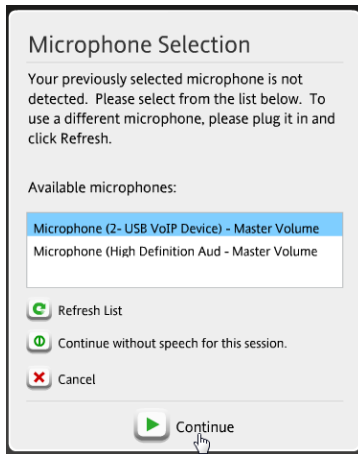 Microphone Selection
Your previously selected microphone is not
detected.  Please select from the list below.  To
use a different microphone, please plug it in and
click Refresh.
Available microphones:
Microphone (2- USB VoIP Device) - Master Volume
Microphone (High Definition Aud - Master Volume
Refresh List
Continue without speech for this session.
Cancel
Continue